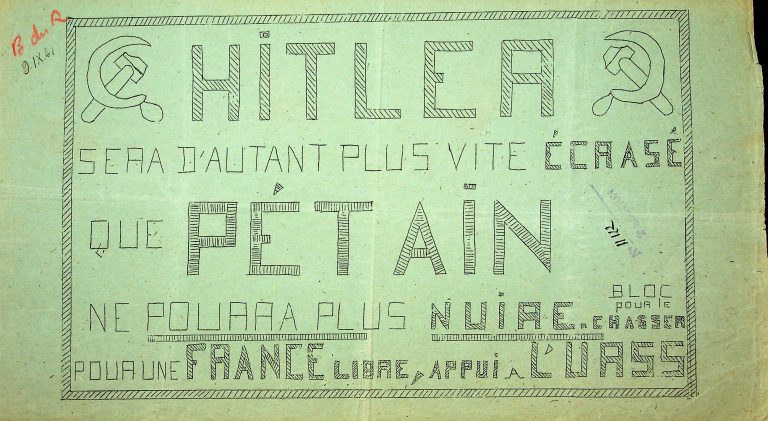 B du R
9.IX.41
HITLER
SERA D'AUTANT PLUS VITE ÉCRASÉ
QUE PÉTAIN
NE POURRA PLUS NUIRE.
BLOC
POUR LE
CHASSER
POUR UNE FRANCE LIBRE, APPUI A L'URSS